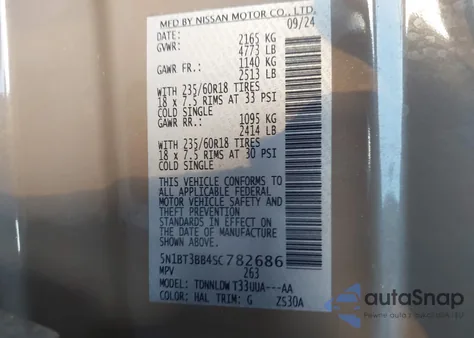 MFD BY NISSAN MOTOR CO., LTD.
DATE: 09/24
GVWR: 2165 KG
4773 LB
GAWR FR.: 1140 KG
2513 LB
WITH 235/60R18 TIRES
18 x 7.5 RIMS AT 33 PSI
COLD SINGLE
GAWR RR.: 1095 KG
2414 LB
WITH 235/60R18 TIRES
18 x 7.5 RIMS AT 30 PSI
COLD SINGLE
THIS VEHICLE CONFORMS TO
ALL APPLICABLE FEDERAL
MOTOR VEHICLE SAFETY AND
THEFT PREVENTION
STANDARDS IN EFFECT ON
THE DATE OF MANUFACTURE
SHOWN ABOVE.
5N1BT3BB4SC782686
MPV 263
MODEL: TDNNLDW T33UUA---AA
COLOR: HAL TRIM: G Z530A
autoSnap